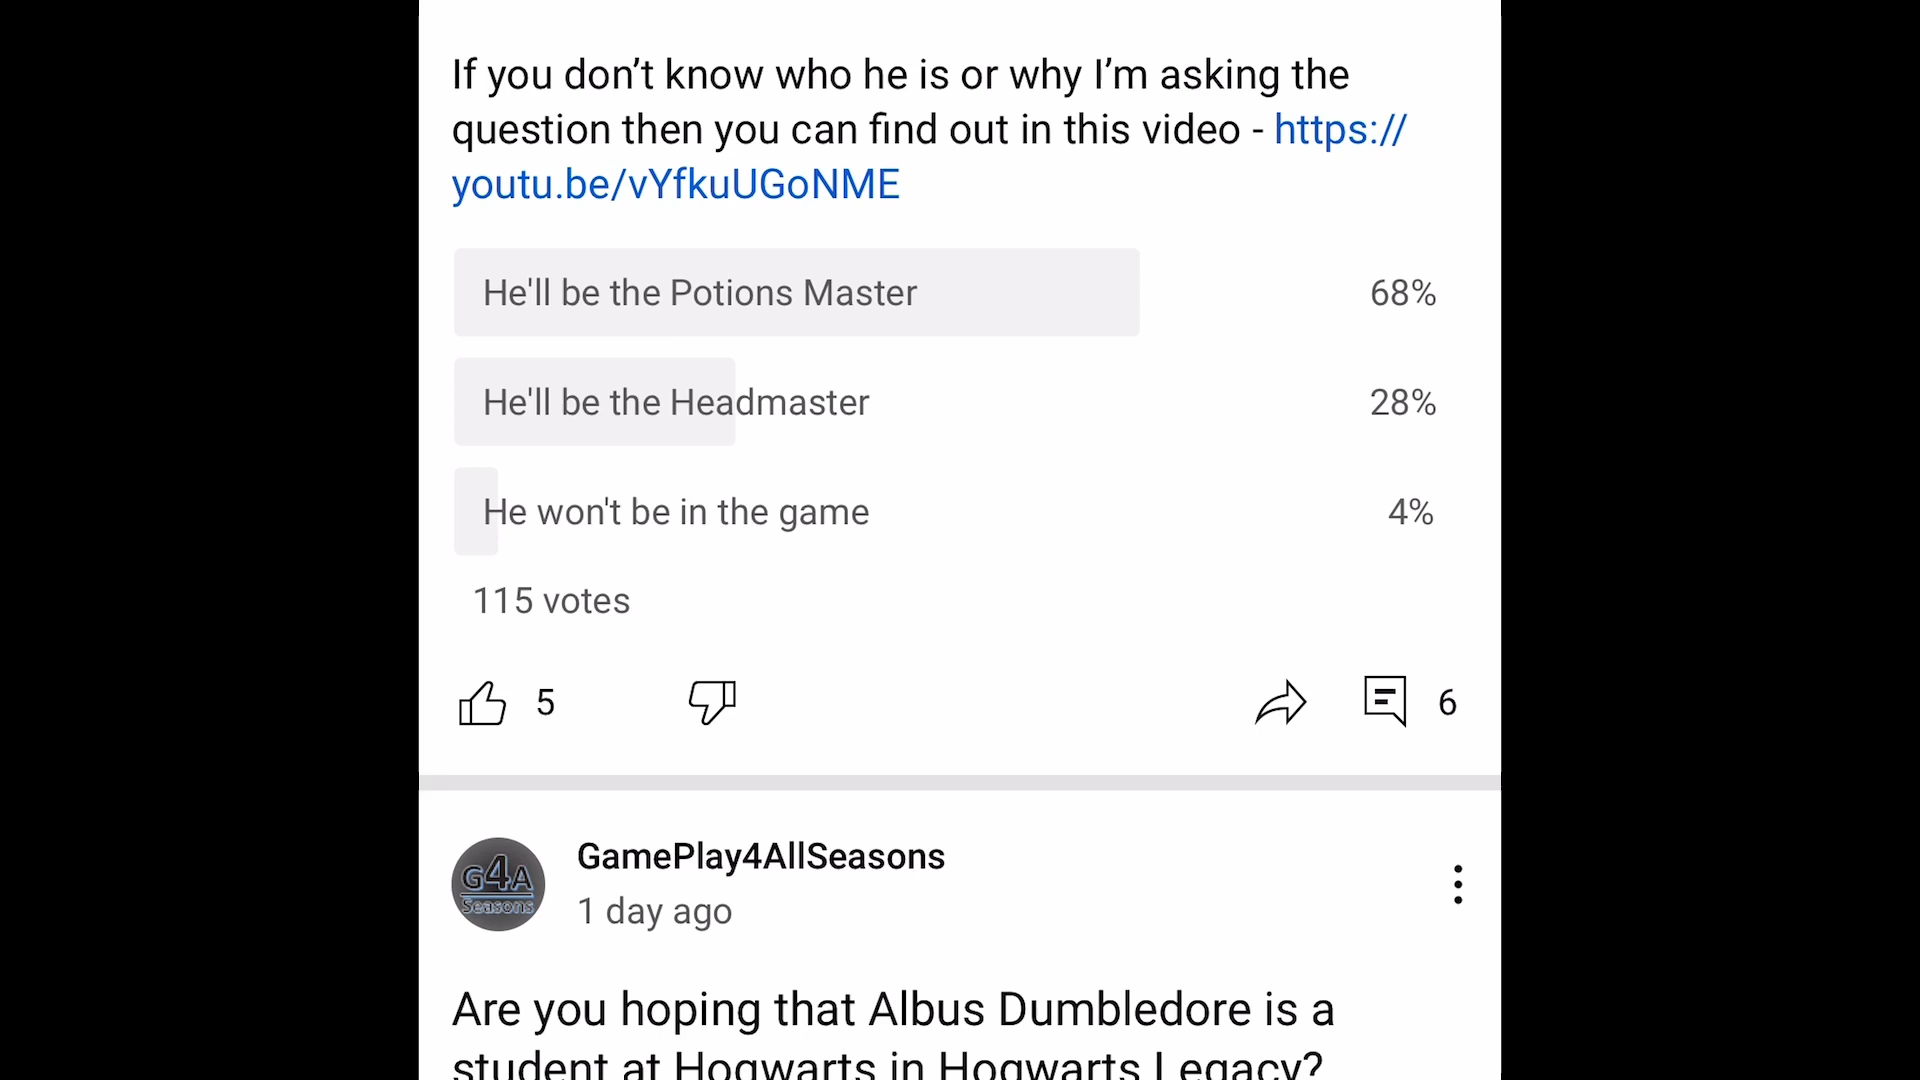 If you don’t know who he is or why I’m asking the
question then you can find out in this video - https://
youtu.be/vYfkuUGoNME
He'll be the Potions Master 68%
He'll be the Headmaster 28%
He won't be in the game 4%
115 votes
5 6
G4A
Seasons
GamePlay4AllSeasons
1 day ago
Are you hoping that Albus Dumbledore is a
student at Hogwarts in Hogwarts Legacy?